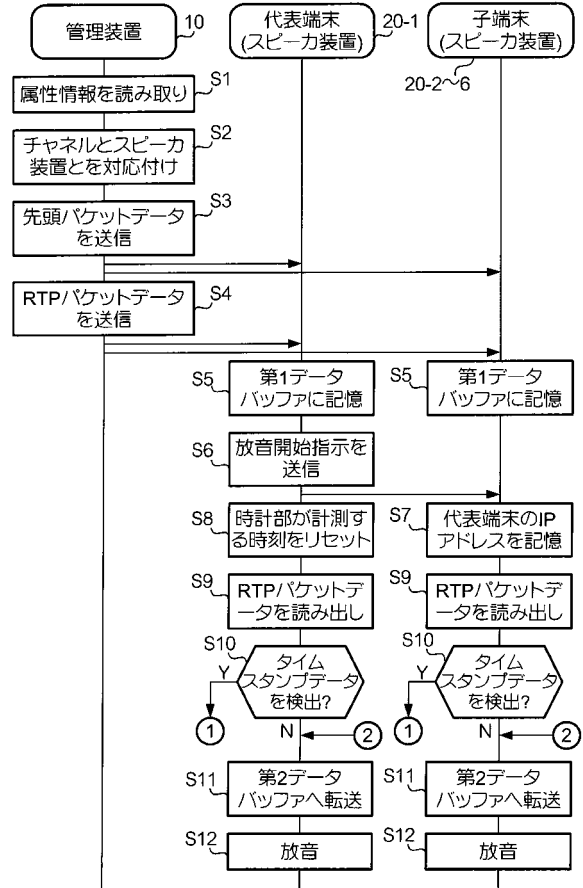 管理装置
10
代表端末
(スピーカ装置)
20-1
子端末
(スピーカ装置)
20-2~6
属性情報を読み取り
S1
チャネルとスピーカ
装置とを対応付け
S2
先頭パケットデータ
を送信
S3
RTPパケットデータ
を送信
S4
S5
第1データ
バッファに記憶
S5
第1データ
バッファに記憶
S6
放音開始指示を
送信
S8
時計部が計測す
る時刻をリセット
S7
代表端末のIP
アドレスを記憶
S9
RTPパケットデ
ータを読み出し
S9
RTPパケットデ
ータを読み出し
S10
タイム
スタンプデータ
を検出?
Y
1
N
2
S10
タイム
スタンプデータ
を検出?
Y
1
N
2
S11
第2データ
バッファへ転送
S11
第2データ
バッファへ転送
S12
放音
S12
放音